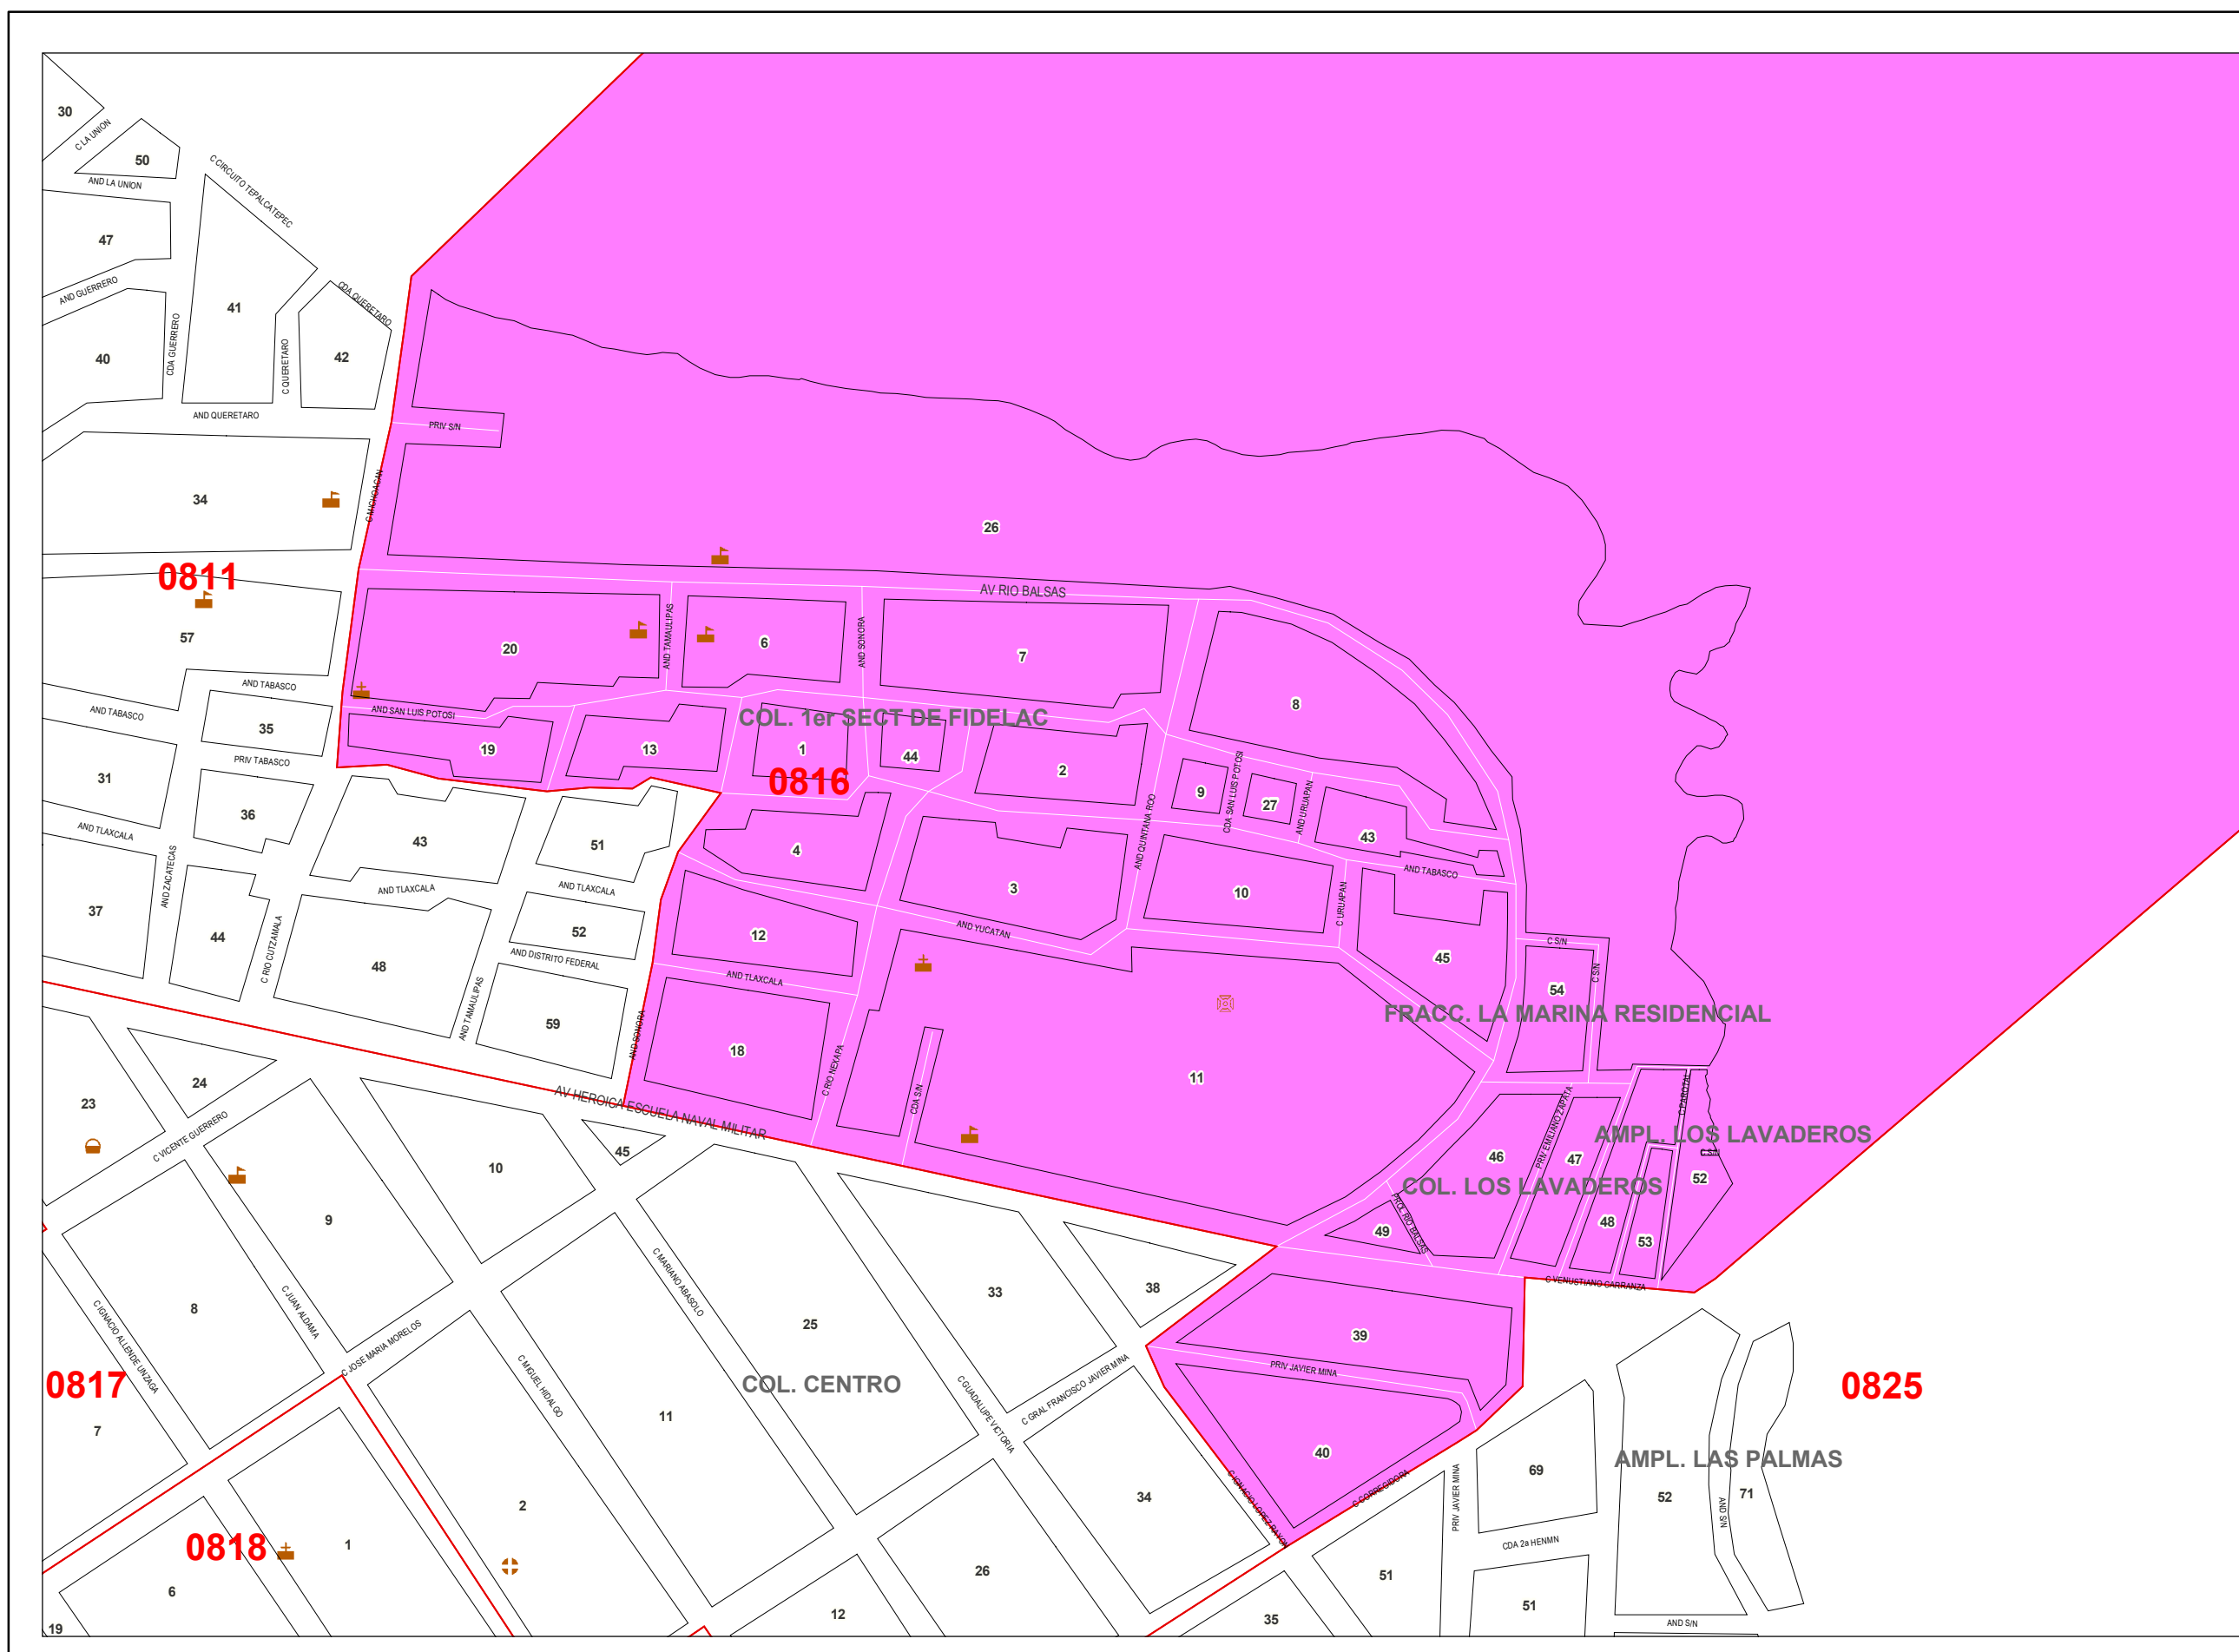 30
C LA UNION
50
AND LA UNION
C CIRCUITO TEPALCATEPEC
47
AND GUERRERO
41
CDA QUERETARO
40
CDA GUERRERO
C QUERETARO
42
AND QUERETARO
PRIV S/N
34
C MICHOACAN
26
0811
AV RIO BALSAS
57
20
AND TAMAULIPAS
6
AND SONORA
7
8
AND TABASCO
AND TABASCO
AND SAN LUIS POTOSI
COL. 1er SECT DE FIDELAC
35
19
13
1
44
2
PRIV TABASCO
31
0816
9
CDA SAN LUIS POTOSI
27
AND URUAPAN
43
36
AND TLAXCALA
43
51
4
AND QUINTANA ROO
AND TABASCO
AND ZACATECAS
AND TLAXCALA
AND TLAXCALA
3
10
C URUAPAN
37
44
C RIO CUTZAMALA
52
12
AND YUCATAN
48
AND DISTRITO FEDERAL
AND TLAXCALA
45
C S/N
C S/N
54
AND TAMAULIPAS
59
AND SONORA
18
C RIO NEXAPA
CDA S/N
11
FRACC. LA MARINA RESIDENCIAL
AV HEROICA ESCUELA NAVAL MILITAR
23
24
C VICENTE GUERRERO
10
45
46
PRIV EMILIANO ZAPATA
47
C PAROTAL
AMPL. LOS LAVADEROS
C S/N
52
COL. LOS LAVADEROS
9
8
C JUAN ALDAMA
C MARIANO ABASOLO
49
PROL RIO BALSAS
48
53
C VENUSTIANO CARRANZA
33
38
25
39
C IGNACIO ALLENDE UNZAGA
C JOSE MARIA MORELOS
C MIGUEL HIDALGO
PRIV JAVIER MINA
0817
COL. CENTRO
C GUADALUPE VICTORIA
C GRAL FRANCISCO JAVIER MINA
0825
7
11
40
AMPL. LAS PALMAS
2
34
C IGNACIO LOPEZ RAYON
C CORREGIDORA
PRIV JAVIER MINA
69
52
AND S/N
71
0818
1
CDA 2a HENMN
6
26
51
51
19
12
35
AND S/N